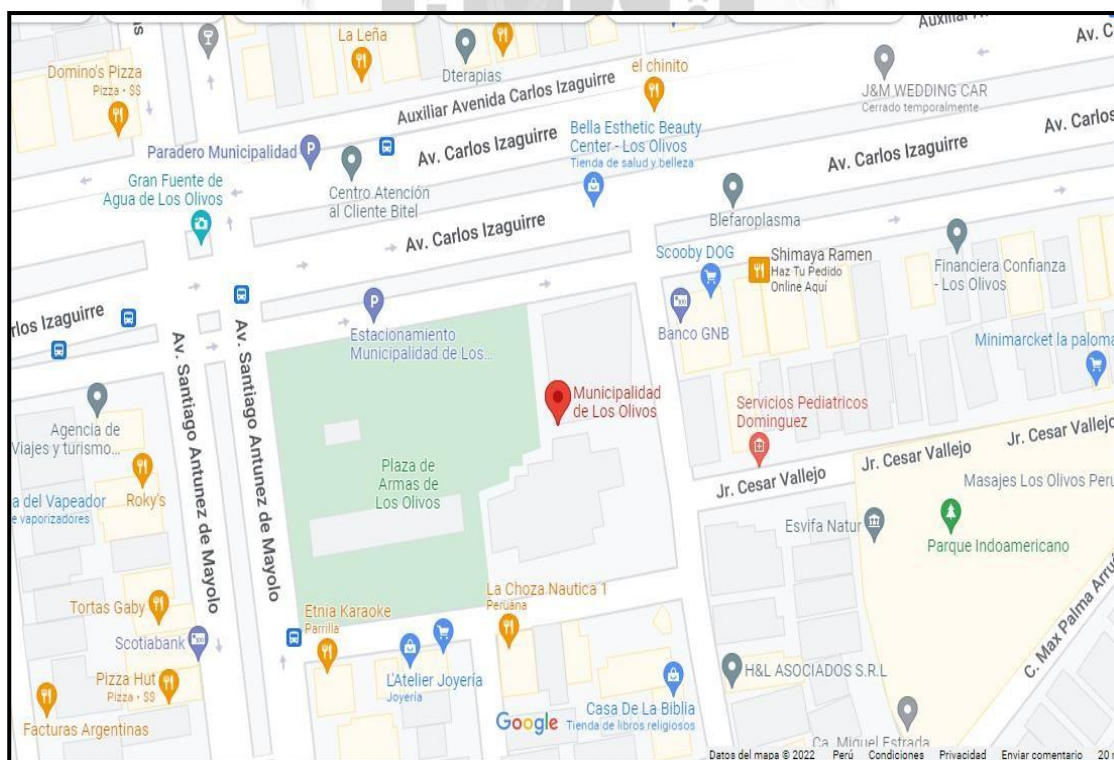 La Leña
Dterapias
Auxiliar
Av. C
Domino's Pizza
Pizza • $$
el chinito
J&M WEDDING CAR
Cerrado temporalmente
Auxiliar Avenida Carlos Izaguirre
Bella Esthetic Beauty
Center - Los Olivos
Tienda de salud y belleza
Av. Carlos Izaguirre
Av. Carlos
Paradero Municipalidad
Av. Carlos Izaguirre
Gran Fuente de
Agua de Los Olivos
Centro Atención
al Cliente Bitel
Blefaroplasma
Av. Carlos Izaguirre
Scooby DOG
Shimaya Ramen
Haz Tu Pedido
Online Aquí
Financiera Confianza
- Los Olivos
rlos Izaguirre
Estacionamiento
Municipalidad de Los...
Banco GNB
Minimarcket la paloma
Av. Santiago Antunez de Mayolo
Av. Santiago Antunez de Mayolo
Municipalidad
de Los Olivos
Servicios Pediatricos
Dominguez
Agencia de
Viajes y turismo...
Jr. Cesar Vallejo
Jr. Cesar Vallejo
Jr. Cesar Vallejo
Plaza de
Armas de
Los Olivos
Masajes Los Olivos Peru
a del Vapeador
e vaporizadores
Roky's
Esvifa Natur
Parque Indoamericano
Tortas Gaby
Etnia Karaoke
Parrilla
La Choza Nautica 1
Peruana
C. Max Palma Arru
Scotiabank
Pizza Hut
Pizza • $$
L'Atelier Joyería
Joyería
H&L ASOCIADOS S.R.L
Facturas Argentinas
Google
Casa De La Biblia
Tienda de libros religiosos
Ca. Miguel Estrada
Datos del mapa © 2022 Perú Condiciones Privacidad Enviar comentario 20